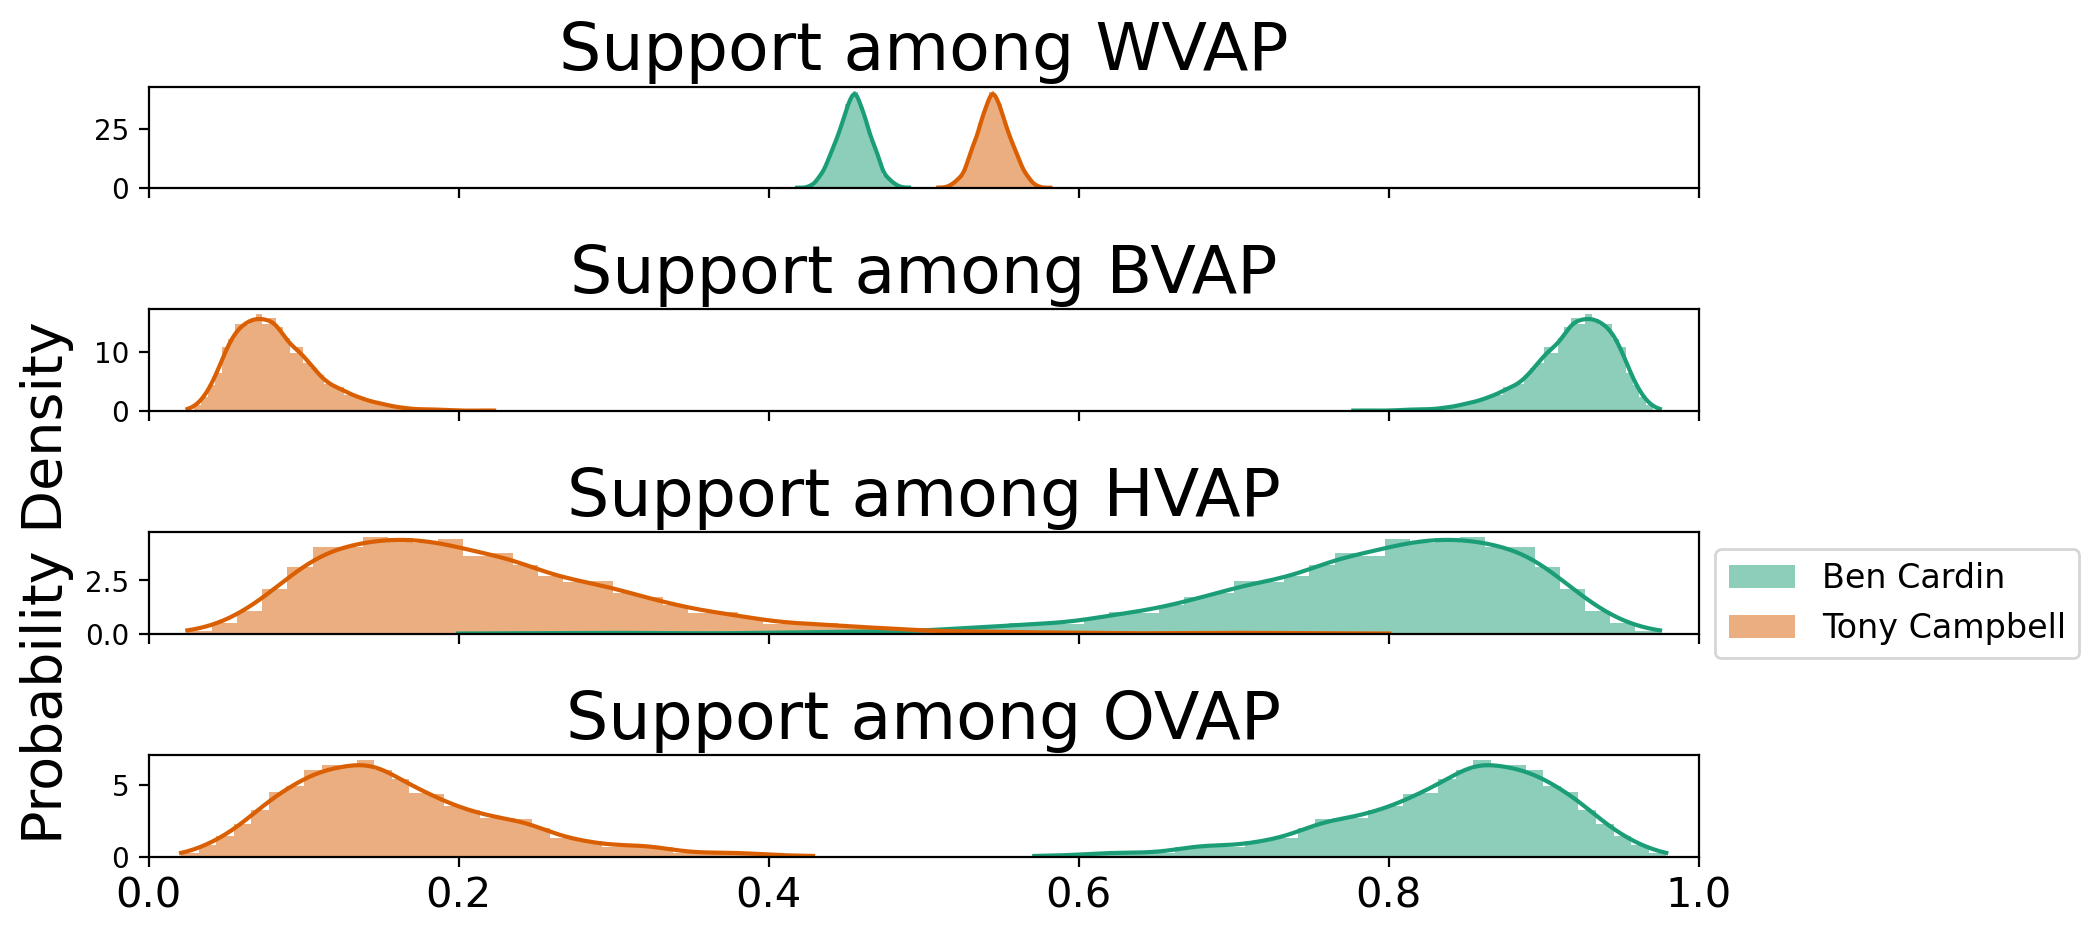 Support among WVAP
25
0
Support among BVAP
10
0
Support among HVAP
2.5
0.0
Support among OVAP
5
0
0.0 0.2 0.4 0.6 0.8 1.0
Probability Density
Ben Cardin
Tony Campbell